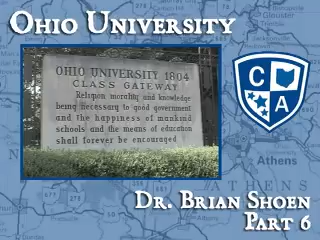 Ohio University
C
A
OHIO UNIVERSITY 1804
CLASS GATEWAY
Religion morality and knowledge
being necessary to good government
and the happiness of mankind
schools and the means of education
shall forever be encouraged
Athens
ATHENS
Dr. Brian Shoen
Part 6